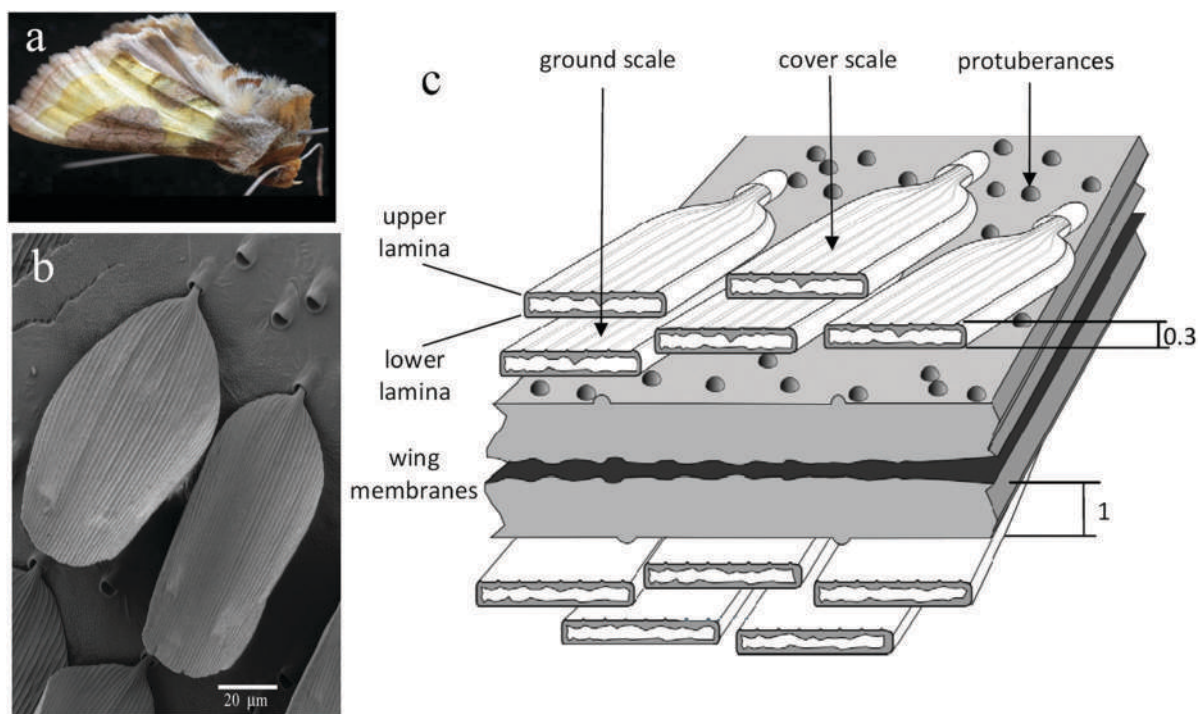 a
b
20 µm
c
ground scale
cover scale
protuberances
upper
lamina
lower
lamina
0.3
wing
membranes
1